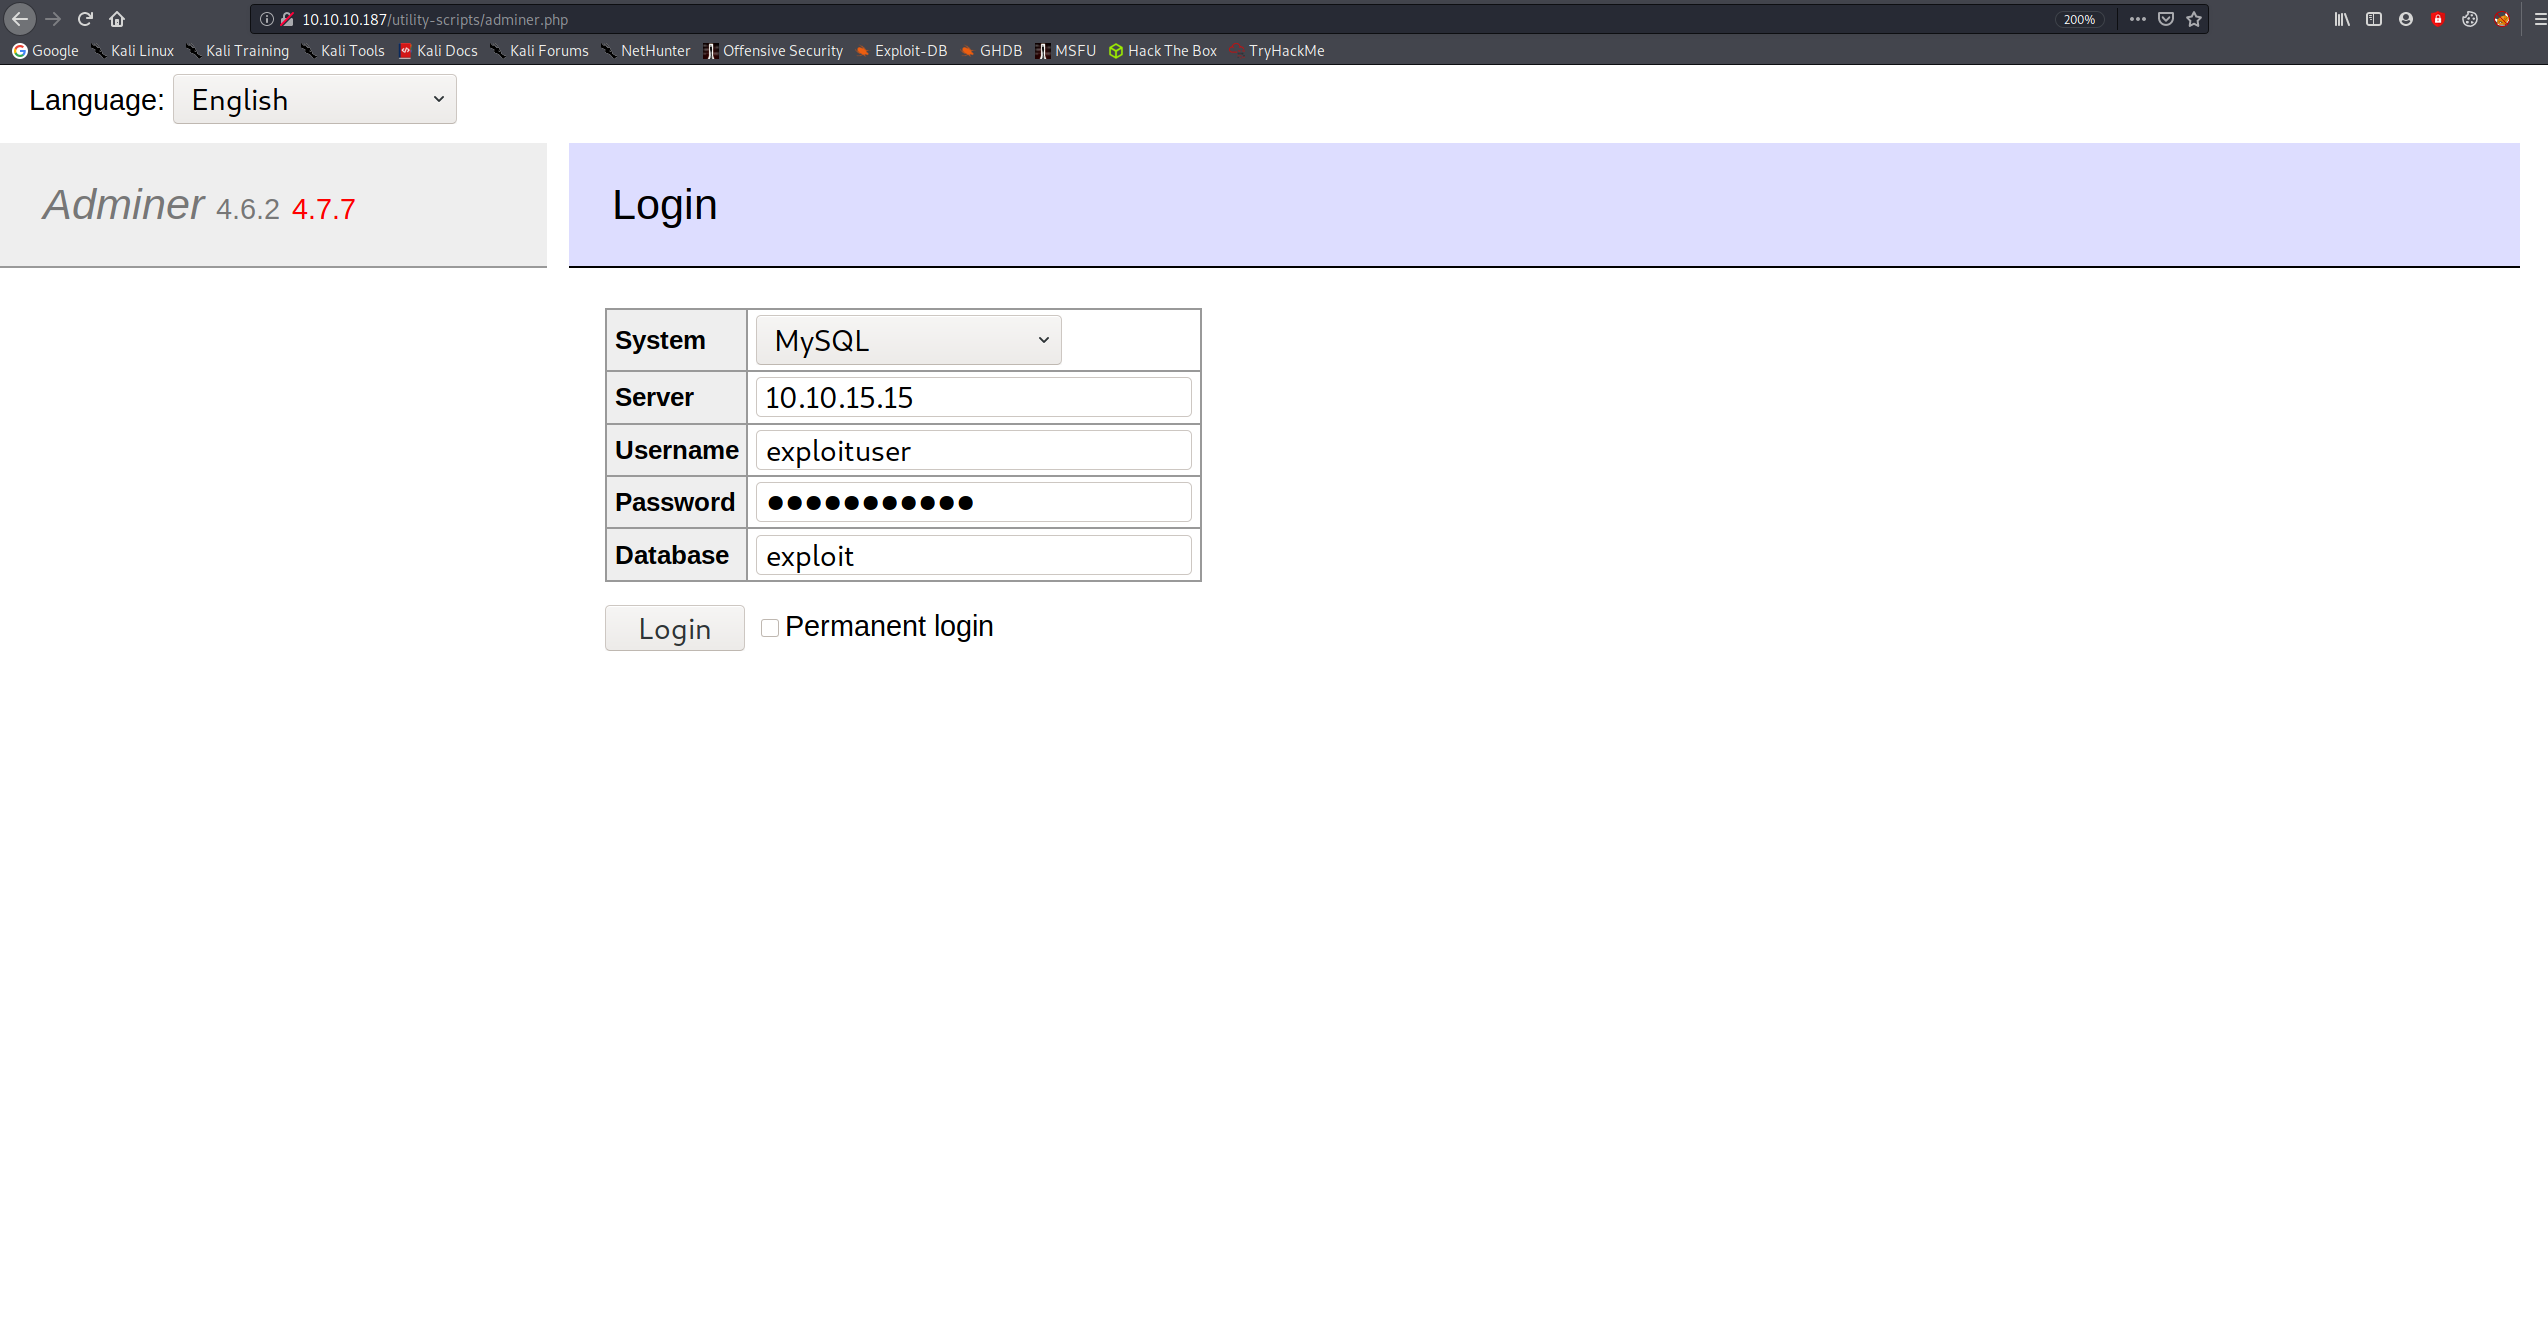 10.10.10.187/utility-scripts/adminer.php 200%
Google Kali Linux Kali Training Kali Tools Kali Docs Kali Forums NetHunter Offensive Security Exploit-DB GHDB MSFU Hack The Box TryHackMe
Language: English
Adminer 4.6.2 4.7.7
Login
System MySQL
Server 10.10.15.15
Username exploituser
Password ●●●●●●●●●●●
Database exploit
Login Permanent login